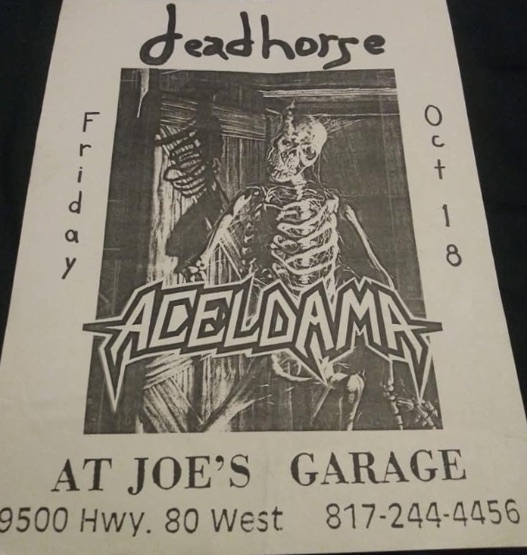 deadhorse
Friday
Oct 18
ACELDAMA
AT JOE'S GARAGE
9500 Hwy. 80 West 817-244-4456